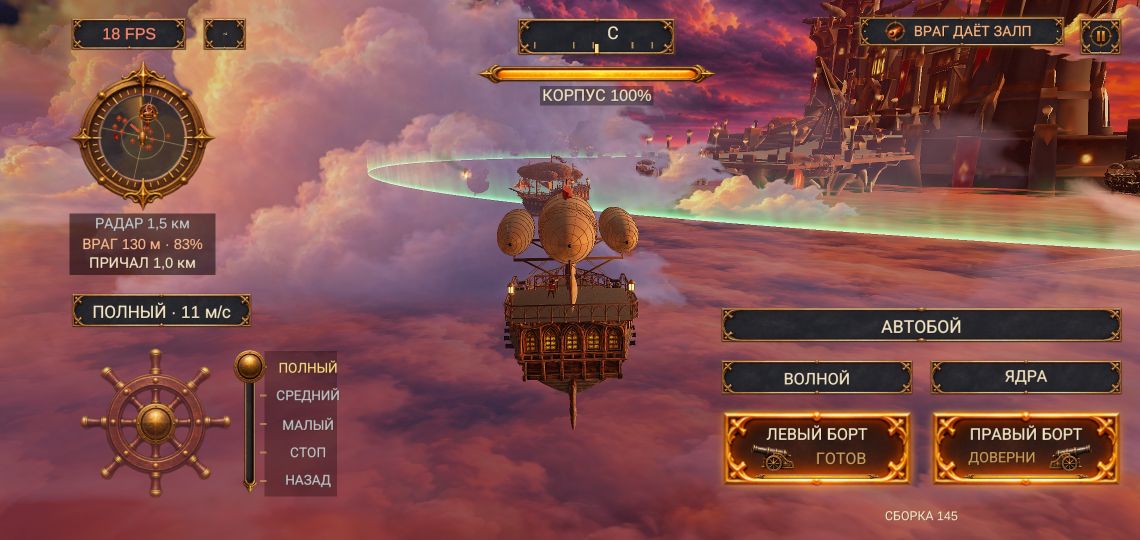 18 FPS
С
ВРАГ ДАЁТ ЗАЛП
КОРПУС 100%
РАДАР 1,5 км
ВРАГ 130 м · 83%
ПРИЧАЛ 1,0 км
ПОЛНЫЙ · 11 м/с
ПОЛНЫЙ
СРЕДНИЙ
МАЛЫЙ
СТОП
НАЗАД
АВТОБОЙ
ВОЛНОЙ
ЯДРА
ЛЕВЫЙ БОРТ
ГОТОВ
ПРАВЫЙ БОРТ
ДОВЕРНИ
СБОРКА 145